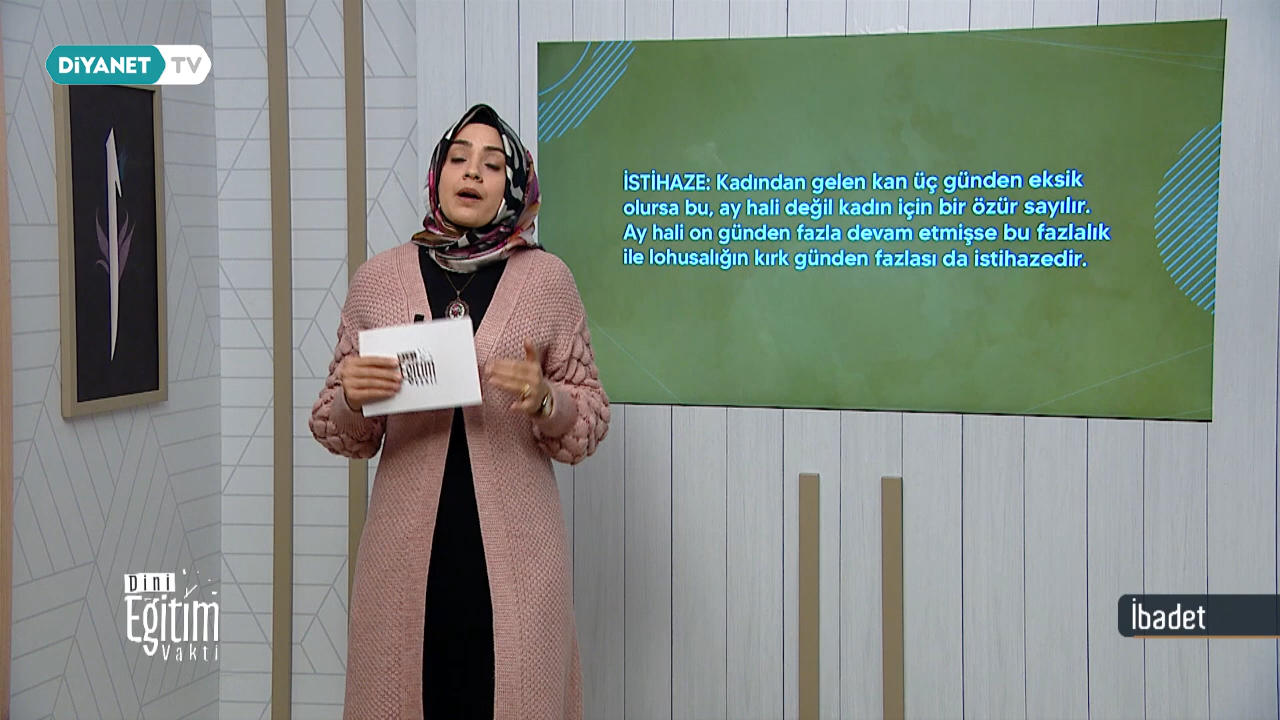 DİYANET TV
İSTİHAZE: Kadından gelen kan üç günden eksik
olursa bu, ay hali değil kadın için bir özür sayılır.
Ay hali on günden fazla devam etmişse bu fazlalık
ile lohusalığın kırk günden fazlası da istihazedir.
Eğitim
Dini
Eğitim
Vakti
İbadet